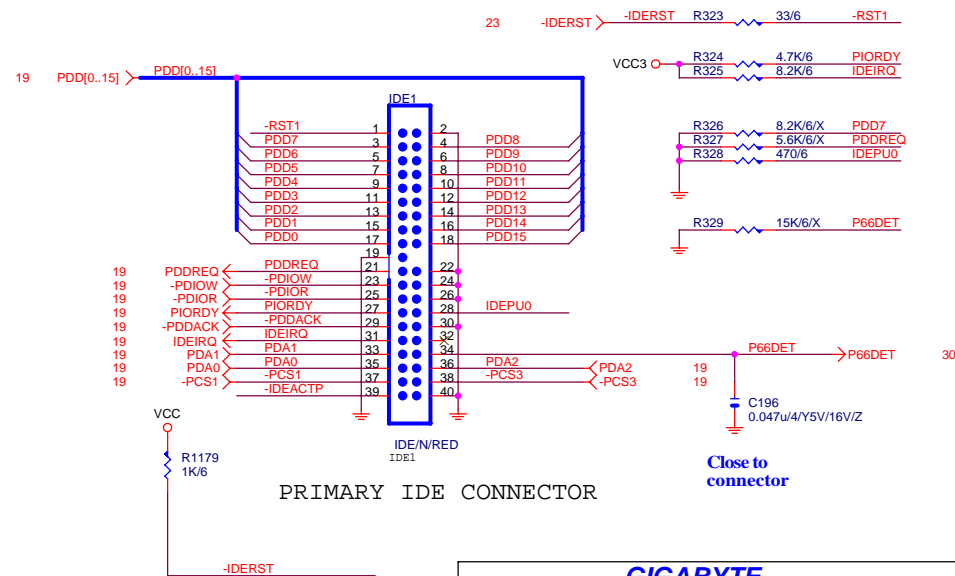 23 -IDERST -IDERST R323 33/6 -RST1
19 PDD[0..15] PDD[0..15]
VCC3 R324 4.7K/6 PIORDY
R325 8.2K/6 IDEIRQ
IDE1
-RST1 1 2
PDD7 3 4 PDD8
PDD6 5 6 PDD9
PDD5 7 8 PDD10
PDD4 9 10 PDD11
PDD3 11 12 PDD12
PDD2 13 14 PDD13
PDD1 15 16 PDD14
PDD0 17 18 PDD15
19
R326 8.2K/6/X PDD7
R327 5.6K/6/X PDDREQ
R328 470/6 IDEPU0
R329 15K/6/X P66DET
19 PDDREQ PDDREQ 21 22
19 -PDIOW -PDIOW 23 24
19 -PDIOR -PDIOR 25 26
19 PIORDY PIORDY 27 28 IDEPU0
19 -PDDACK -PDDACK 29 30
19 IDEIRQ IDEIRQ 31 32
19 PDA1 PDA1 33 34 P66DET P66DET 30
19 PDA0 PDA0 35 36 PDA2 PDA2 19
19 -PCS1 -PCS1 37 38 -PCS3 -PCS3 19
-IDEACTP 39 40
C196
0.047u/4/Y5V/16V/Z
VCC
R1179
1K/6
IDE/N/RED
IDE1
Close to
connector
PRIMARY IDE CONNECTOR
-IDERST
GIGABYTE